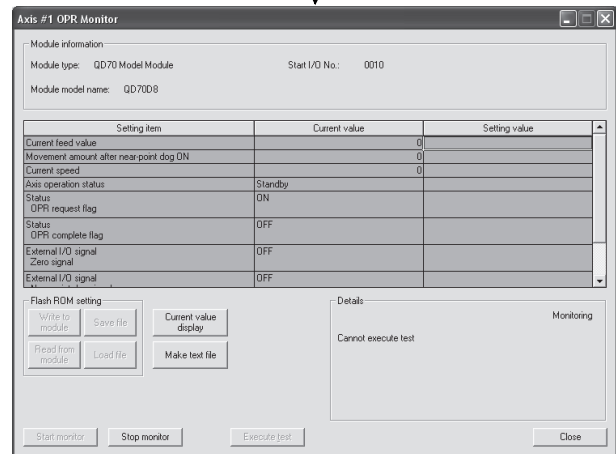 Axis #1 OPR Monitor
Module information
Module type: QD70 Model Module Start I/O No.: 0010
Module model name: QD70D8
Setting item Current value Setting value
Current feed value 0
Movement amount after near-point dog ON 0
Current speed 0
Axis operation status Standby
Status ON
OPR request flag
Status OFF
OPR complete flag
External I/O signal OFF
Zero signal
External I/O signal OFF
Flash ROM setting
Write to module
Save file
Current value display
Read from module
Load file
Make text file
Details
Monitoring
Cannot execute test
Start monitor Stop monitor Execute test Close